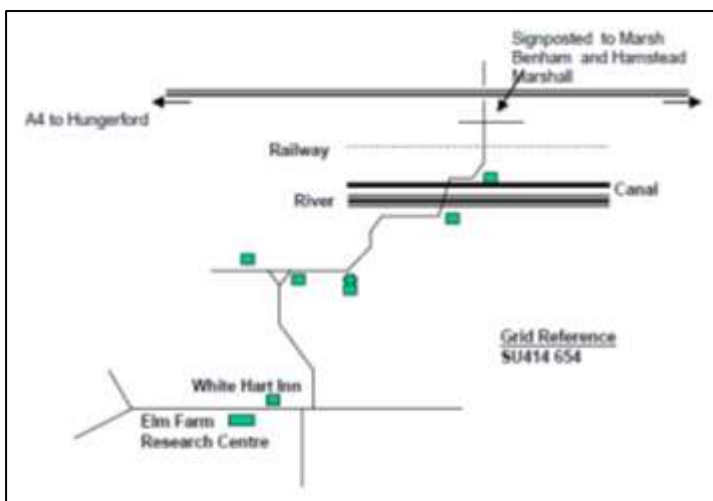 Signposted to Marsh
Benham and Hamstead
Marshall
A4 to Hungerford
Railway
Canal
River
Grid Reference
SU414 654
White Hart Inn
Elm Farm
Research Centre